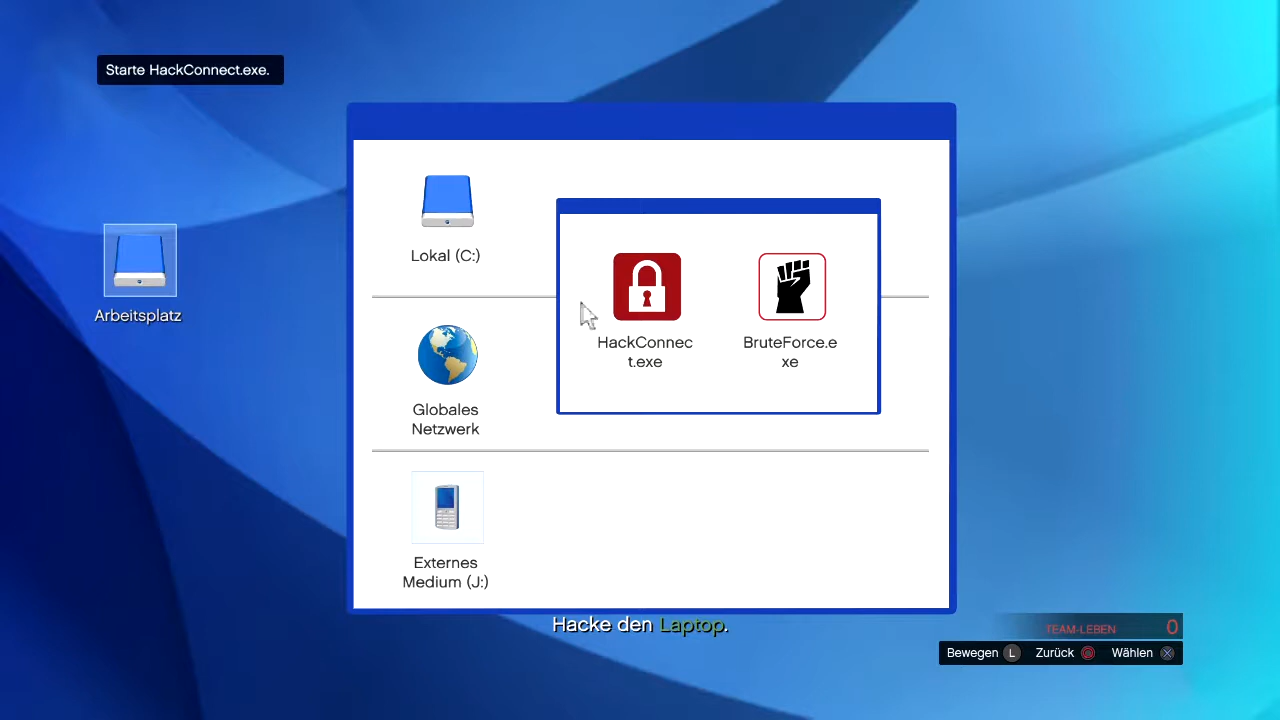 Starte HackConnect.exe.
Lokal (C:)
HackConnec
t.exe
BruteForce.e
xe
Arbeitsplatz
Globales
Netzwerk
Externes
Medium (J:)
Hacke den Laptop.
TEAM-LEBEN 0
Bewegen L Zurück Wählen